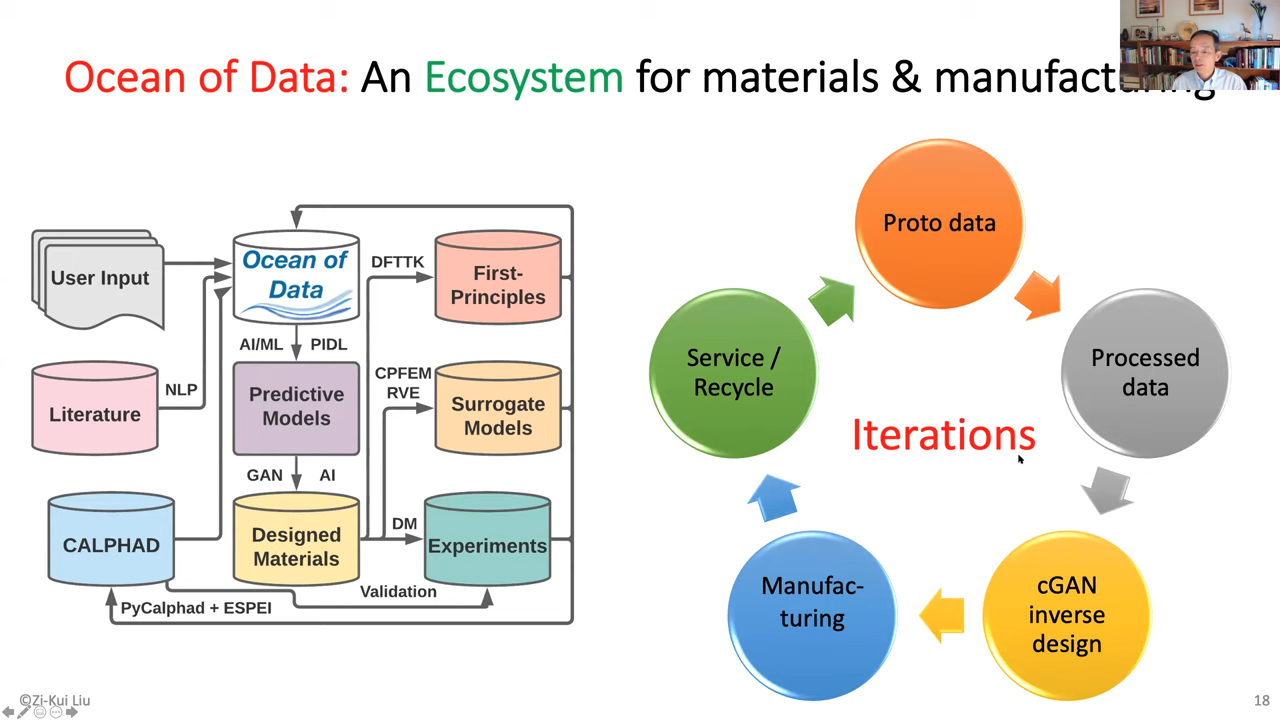 Ocean of Data: An Ecosystem for materials & manufacturing
User Input
Ocean of
Data
DFTTK
First-
Principles
AI/ML
PIDL
Literature
NLP
Predictive
Models
CPFEM
RVE
Surrogate
Models
GAN
AI
CALPHAD
Designed
Materials
DM
Experiments
Validation
PyCalphad + ESPEI
Proto data
Processed
data
cGAN
inverse
design
Manufac-
turing
Service /
Recycle
Iterations
©Zi-Kui Liu
18